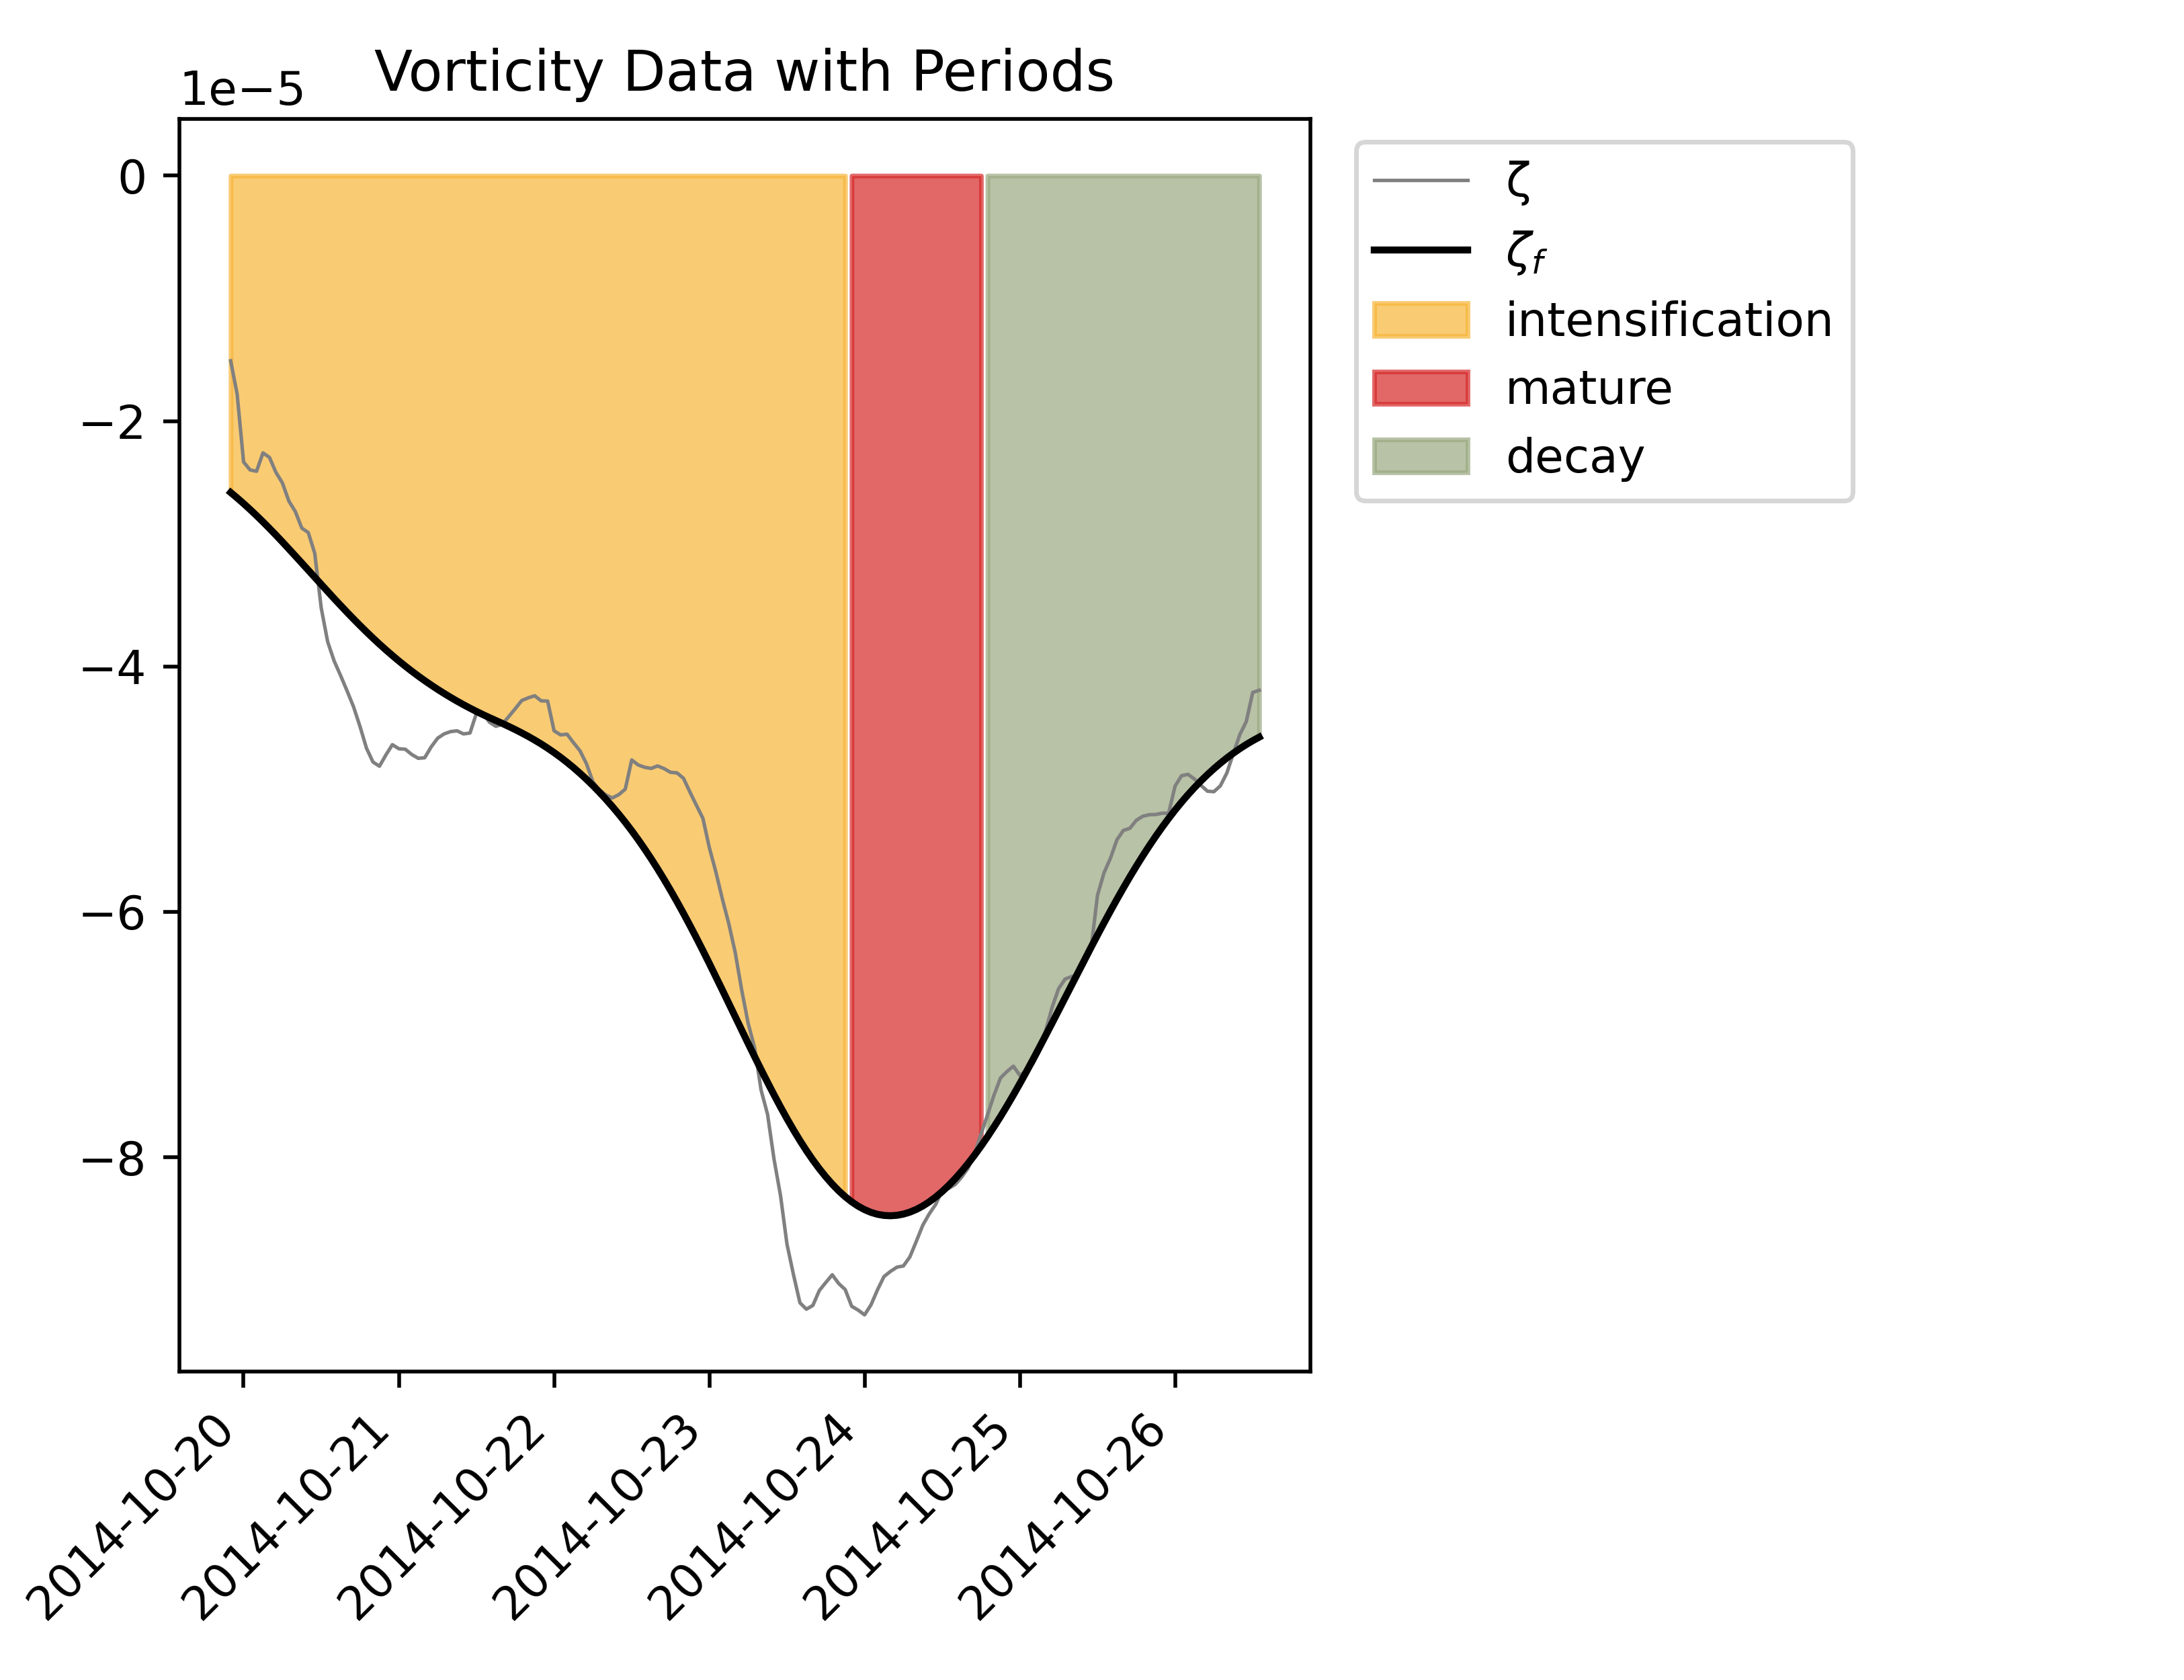 Vorticity Data with Periods
1e−5
0
−2
−4
−6
−8
2014-10-20
2014-10-21
2014-10-22
2014-10-23
2014-10-24
2014-10-25
2014-10-26
ζ
ζf
intensification
mature
decay